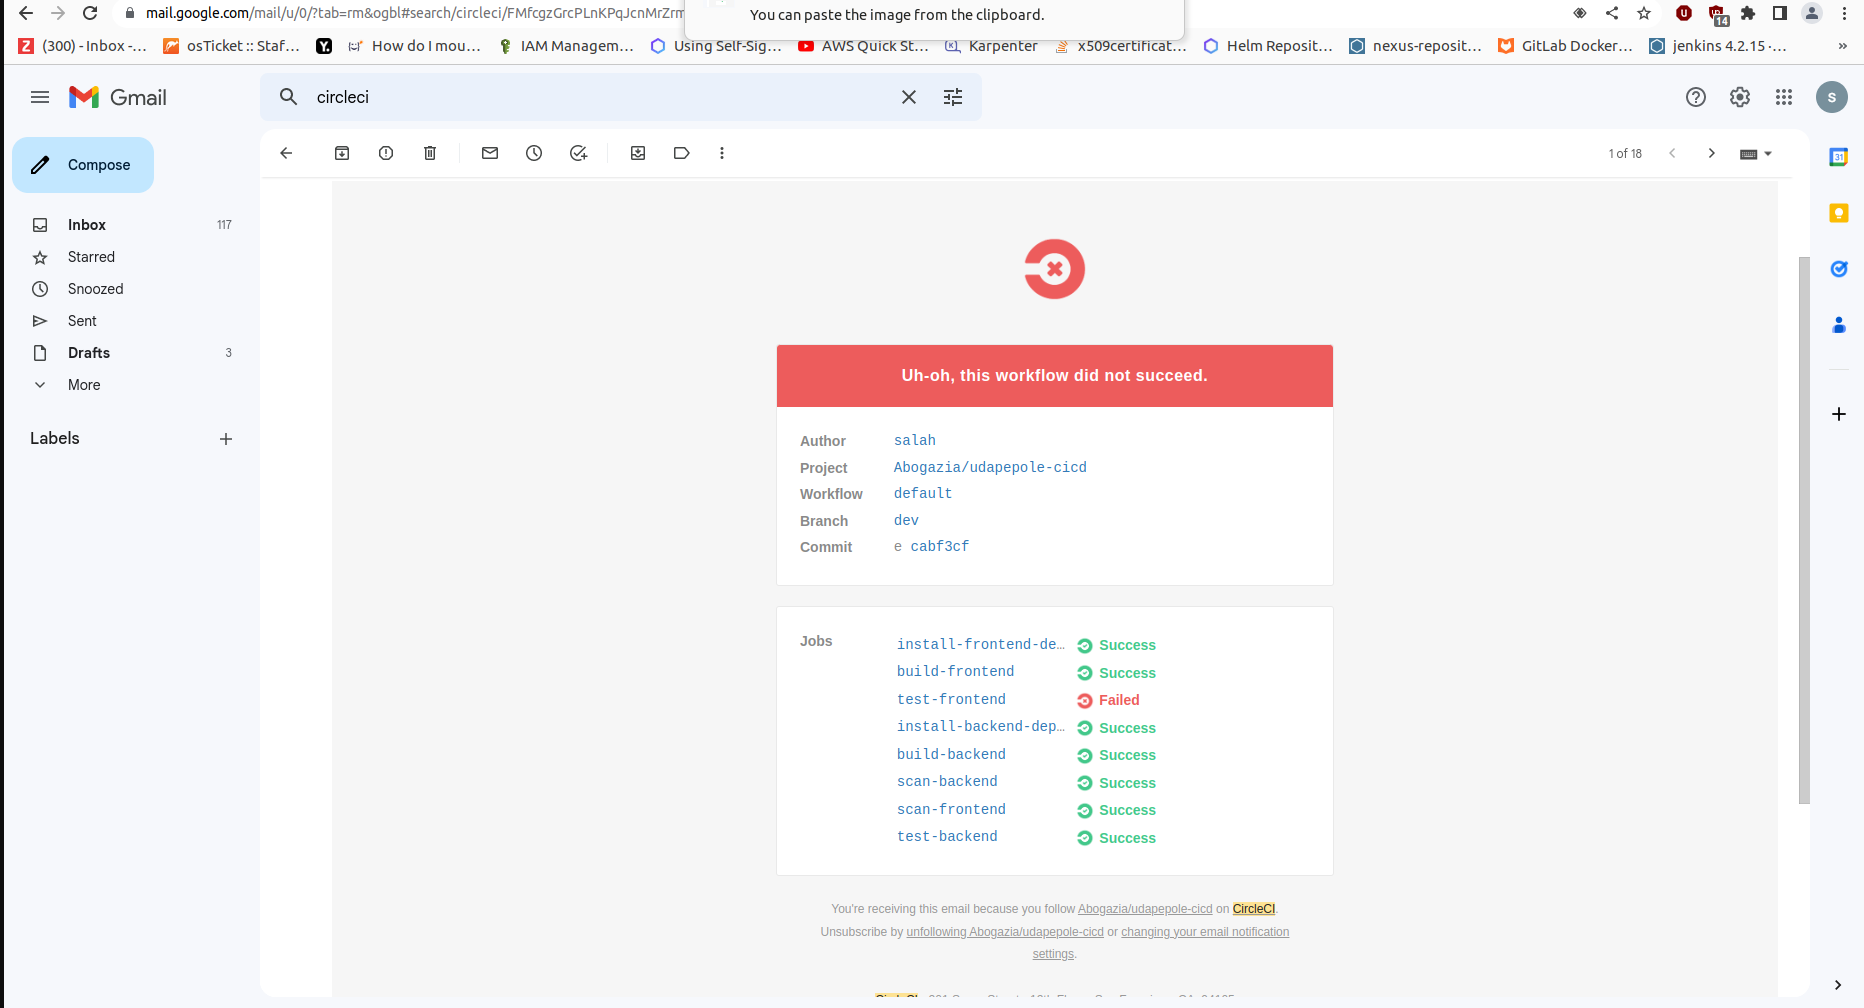 You can paste the image from the clipboard.
mail.google.com/mail/u/0/?tab=rm&ogbl#search/circleci/FMfcgzGrcPLnKPqJcnMrZrm
14
(300) - Inbox -...
osTicket :: Staf...
How do I mou...
IAM Managem...
Using Self-Sig...
AWS Quick St...
Karpenter
x509certificat...
Helm Reposit...
nexus-reposit...
GitLab Docker...
jenkins 4.2.15 ·...
»
Gmail
circleci
S
Compose
1 of 18
31
Inbox 117
Starred
Snoozed
Sent
Drafts 3
More
Labels
Uh-oh, this workflow did not succeed.
Author salah
Project Abogazia/udapepole-cicd
Workflow default
Branch dev
Commit e cabf3cf
Jobs
install-frontend-de… Success
build-frontend Success
test-frontend Failed
install-backend-dep… Success
build-backend Success
scan-backend Success
scan-frontend Success
test-backend Success
You're receiving this email because you follow Abogazia/udapepole-cicd on CircleCI.
Unsubscribe by unfollowing Abogazia/udapepole-cicd or changing your email notification
settings.